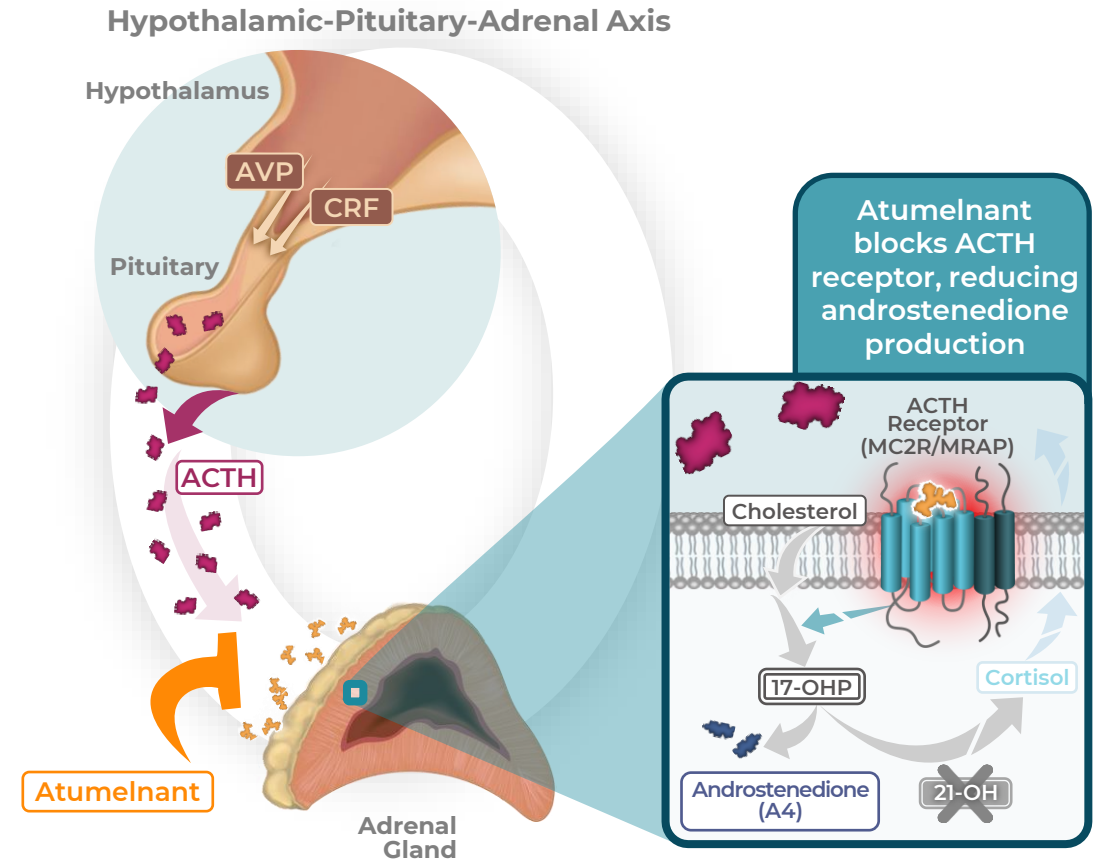 Hypothalamic-Pituitary-Adrenal Axis
Hypothalamus
AVP
CRF
Pituitary
ACTH
Atumelnant
Adrenal
Gland
Atumelnant
blocks ACTH
receptor, reducing
androstenedione
production
ACTH
Receptor
(MC2R/MRAP)
Cholesterol
17-OHP
Cortisol
Androstenedione
(A4)
21-OH